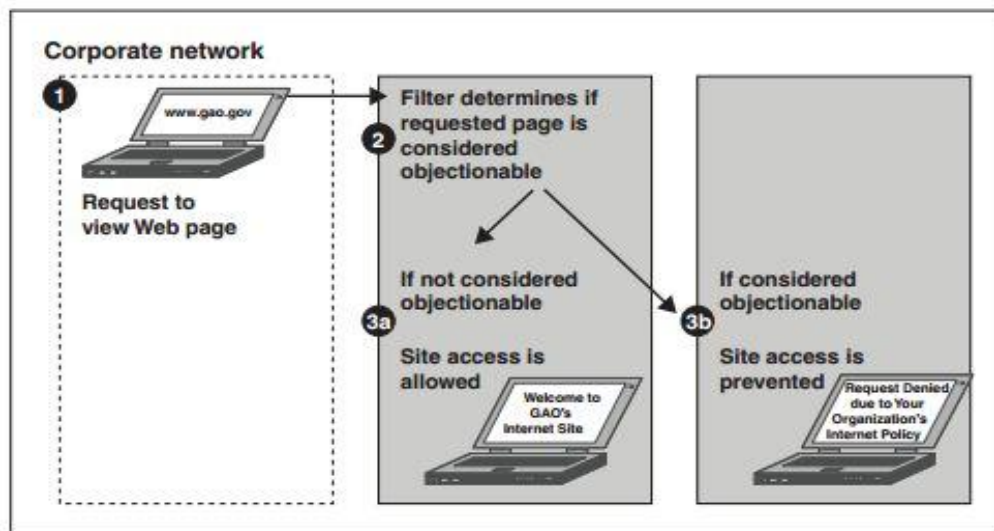 Corporate network
1
www.gao.gov
Request to
view Web page
2
Filter determines if
requested page is
considered
objectionable
3a
If not considered
objectionable
Site access is
allowed
Welcome to
GAO's
Internet Site
3b
If considered
objectionable
Site access is
prevented
Request Denied
due to Your
Organization's
Internet Policy